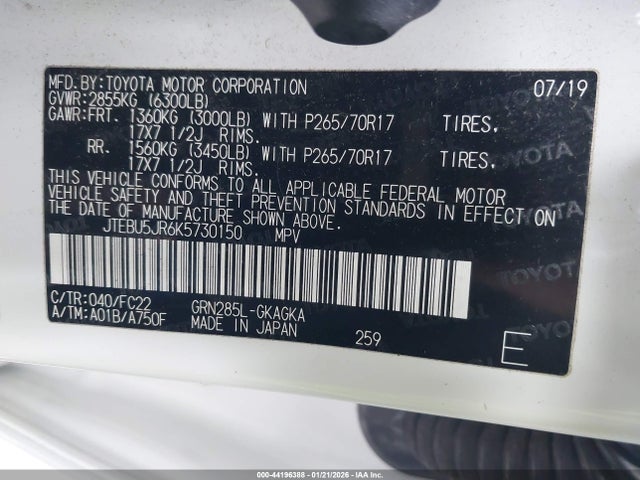 MFD.BY:TOYOTA MOTOR CORPORATION 07/19
GVWR:2855KG (6300LB)
GAWR:FRT. 1360KG (3000LB) WITH P265/70R17 TIRES,
17X7 1/2J RIMS.
RR. 1560KG (3450LB) WITH P265/70R17 TIRES,
17X7 1/2J RIMS.
THIS VEHICLE CONFORMS TO ALL APPLICABLE FEDERAL MOTOR
VEHICLE SAFETY AND THEFT PREVENTION STANDARDS IN EFFECT ON
THE DATE OF MANUFACTURE SHOWN ABOVE.
JTEBU5JR6K5730150 MPV
C/TR:040/FC22 GRN285L-GKAGKA
A/TM:A01B/A750F MADE IN JAPAN 259 E
TOYOTA
TOYOTA
000-44196388 - 01/21/2026 - IAA, Inc.